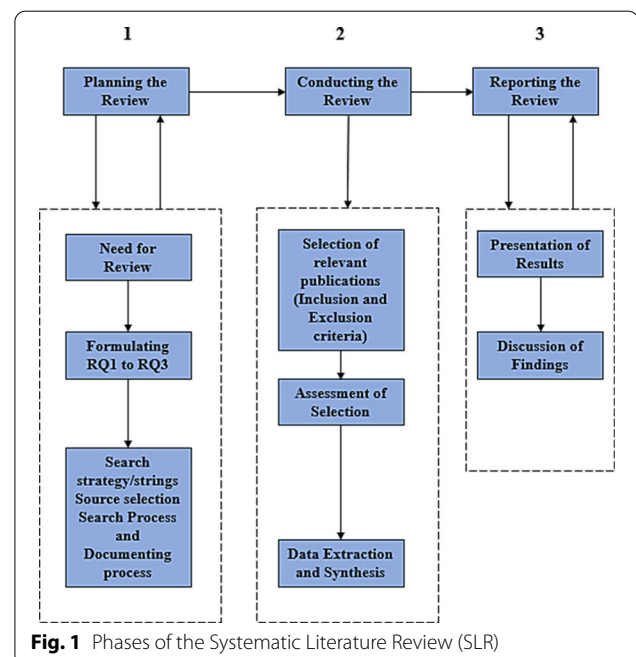 1
2
3
Planning the
Review
Conducting the
Review
Reporting the
Review
Need for
Review
Formulating
RQ1 to RQ3
Search
strategy/strings
Source selection
Search Process
and
Documenting
process
Selection of
relevant
publications
(Inclusion and
Exclusion
criteria)
Assessment of
Selection
Data Extraction
and Synthesis
Presentation of
Results
Discussion of
Findings
Fig. 1 Phases of the Systematic Literature Review (SLR)